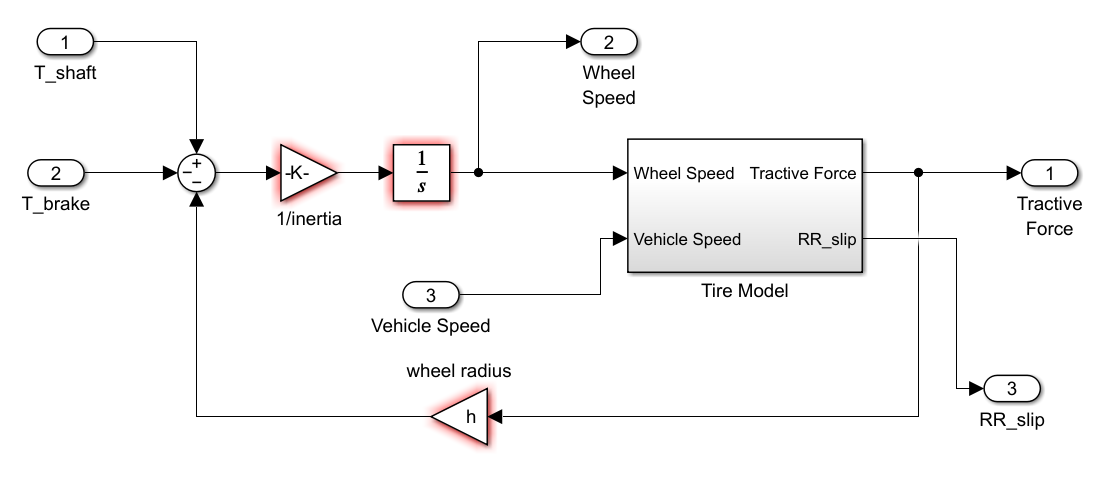 1
T_shaft
2
Wheel
Speed
2
T_brake
+
−
−
-K-
1/inertia
1
s
Wheel Speed
Tractive Force
Vehicle Speed
RR_slip
Tire Model
1
Tractive
Force
3
Vehicle Speed
wheel radius
h
3
RR_slip